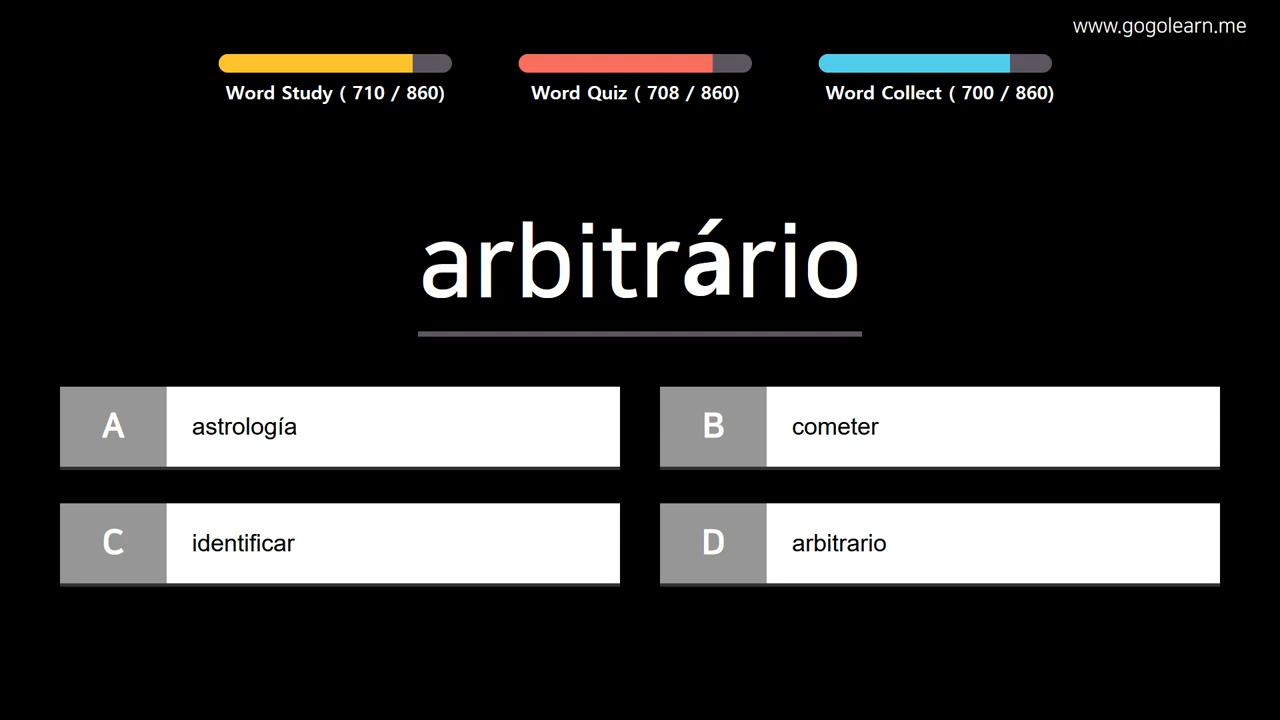 www.gogolearn.me
Word Study ( 710 / 860)
Word Quiz ( 708 / 860)
Word Collect ( 700 / 860)
arbitrário
A astrología
B cometer
C identificar
D arbitrario